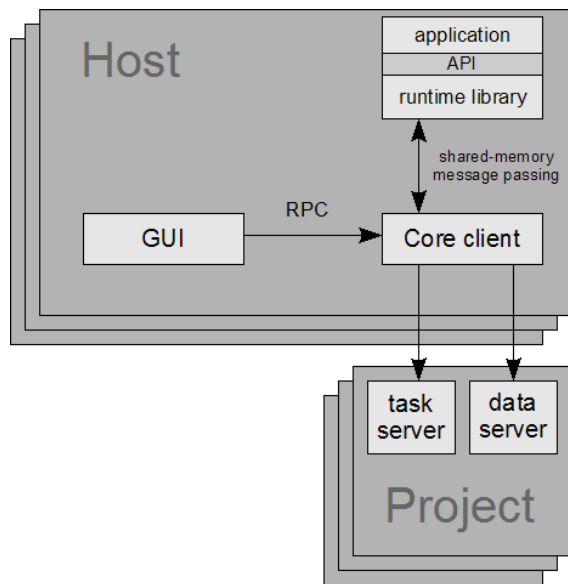 Host
application
API
runtime library
shared-memory
message passing
RPC
GUI
Core client
task
server
data
server
Project